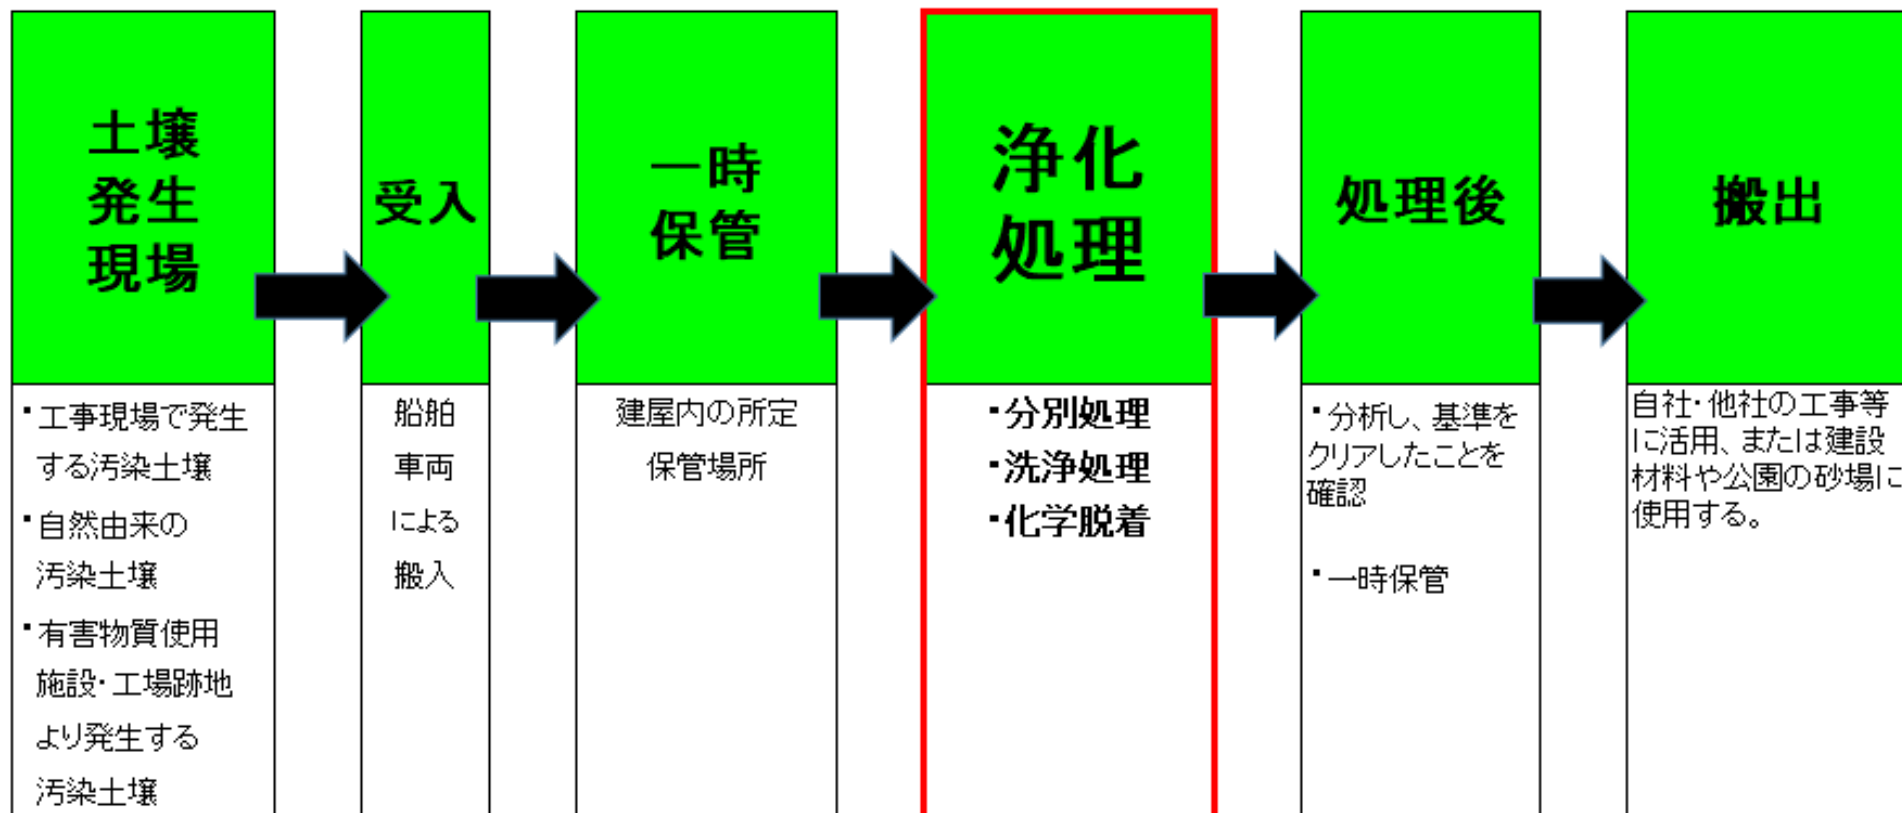 土壌
発生
現場
受入
一時
保管
浄化
処理
処理後
搬出
・工事現場で発生
する汚染土壌
・自然由来の
汚染土壌
・有害物質使用
施設・工場跡地
より発生する
汚染土壌
船舶
車両
による
搬入
建屋内の所定
保管場所
・分別処理
・洗浄処理
・化学脱着
・分析し、基準を
クリアしたことを
確認
・一時保管
自社・他社の工事等
に活用、または建設
材料や公園の砂場に
使用する。